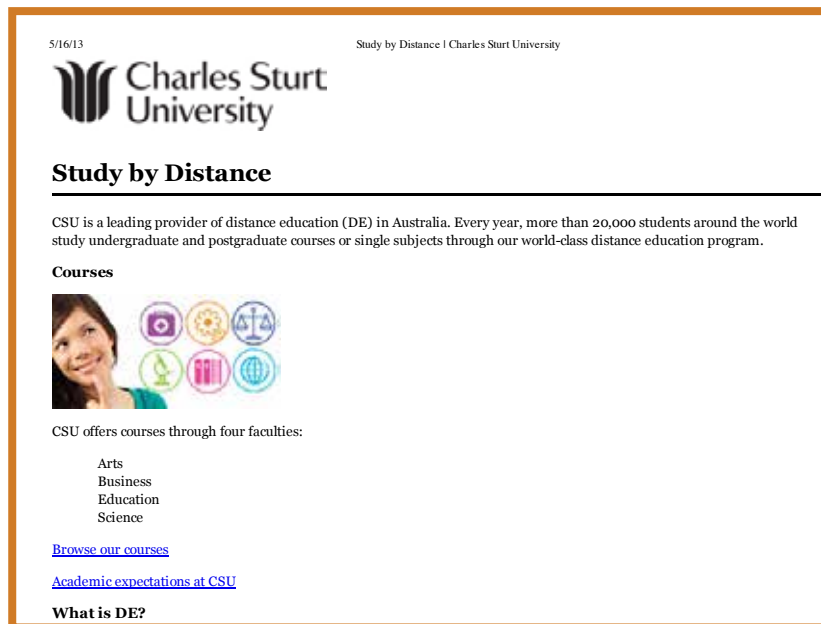 5/16/13 Study by Distance | Charles Sturt University
Charles Sturt
University
Study by Distance
CSU is a leading provider of distance education (DE) in Australia. Every year, more than 20,000 students around the world
study undergraduate and postgraduate courses or single subjects through our world-class distance education program.
Courses
CSU offers courses through four faculties:
Arts
Business
Education
Science
Browse our courses
Academic expectations at CSU
What is DE?